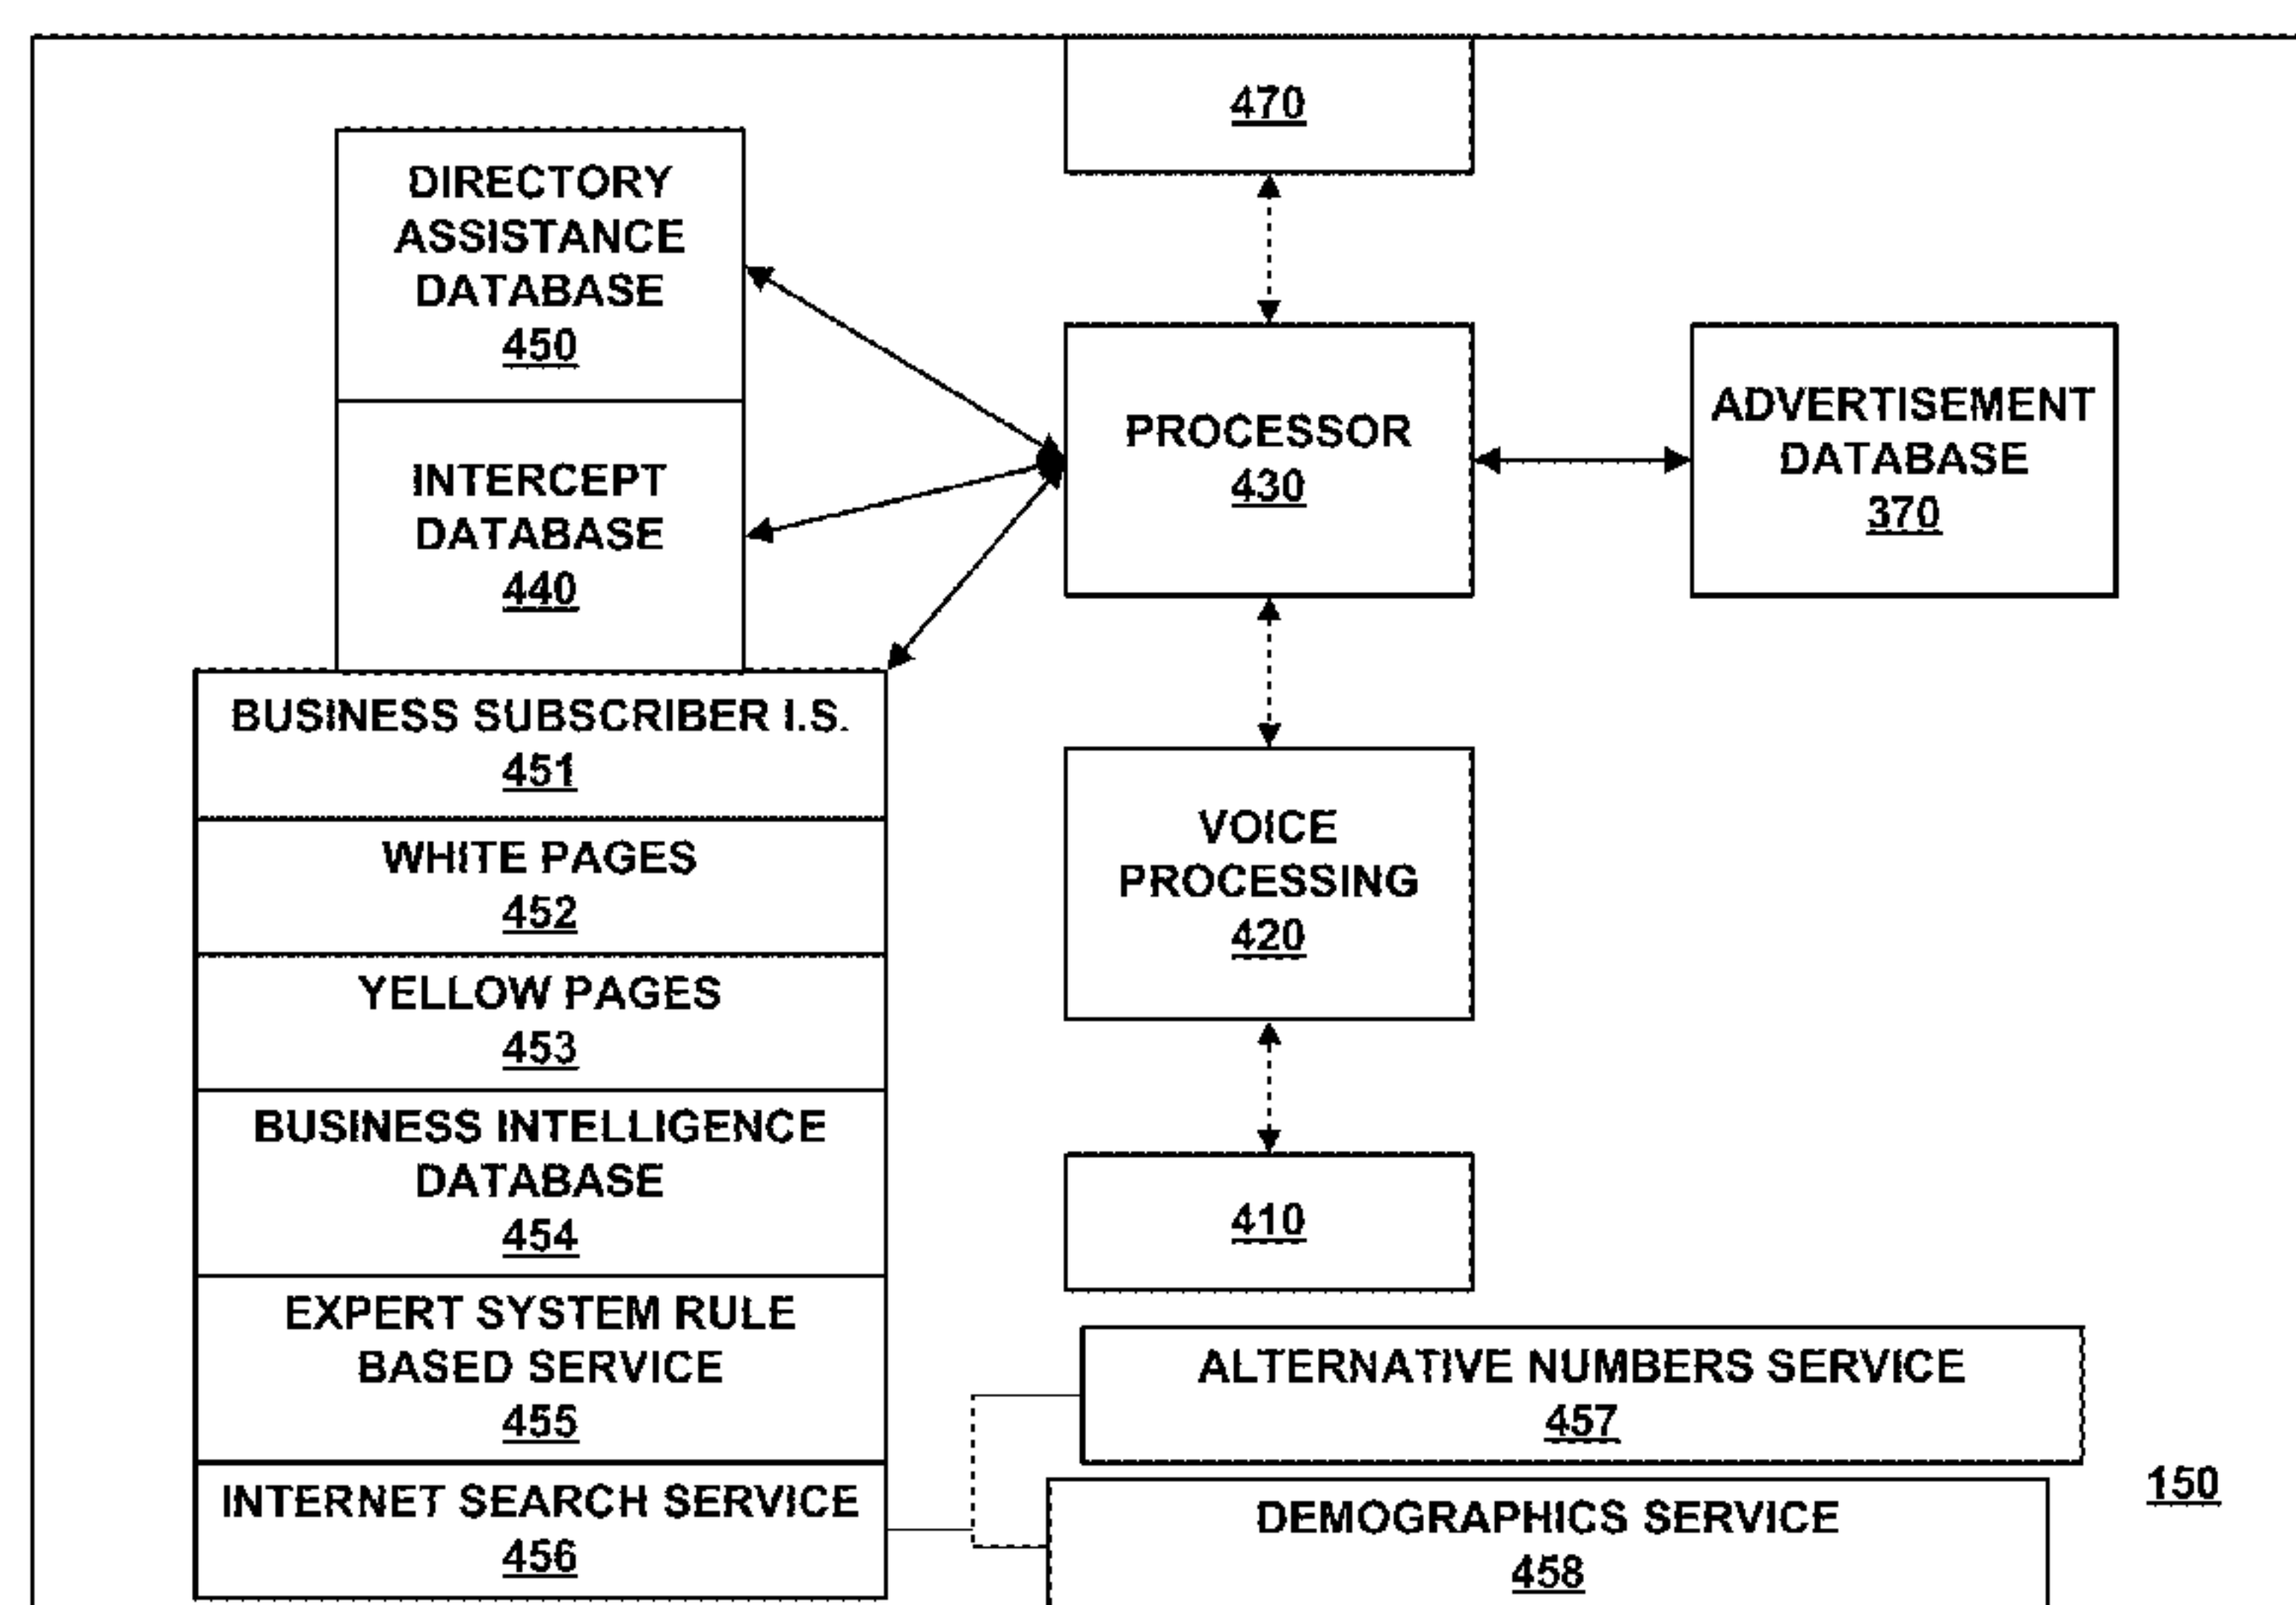 470
DIRECTORY
ASSISTANCE
DATABASE
450
INTERCEPT
DATABASE
440
PROCESSOR
430
ADVERTISEMENT
DATABASE
370
BUSINESS SUBSCRIBER I.S.
451
WHITE PAGES
452
YELLOW PAGES
453
BUSINESS INTELLIGENCE
DATABASE
454
EXPERT SYSTEM RULE
BASED SERVICE
455
INTERNET SEARCH SERVICE
456
VOICE
PROCESSING
420
410
ALTERNATIVE NUMBERS SERVICE
457
DEMOGRAPHICS SERVICE
458
150